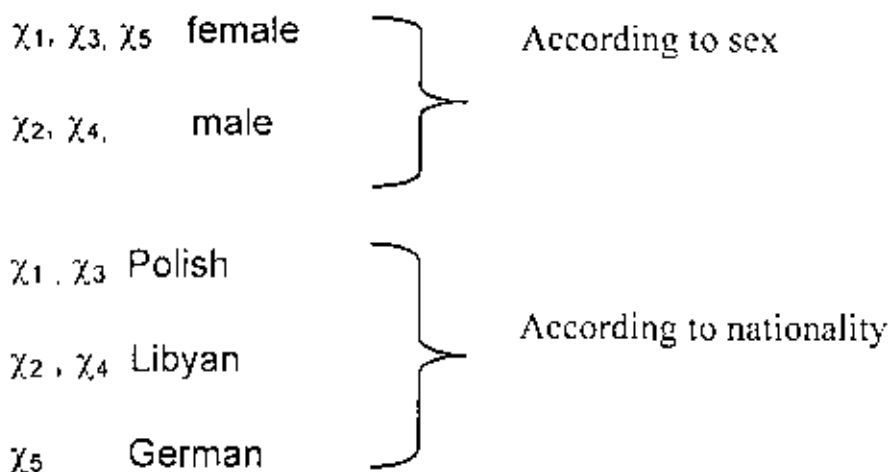 χ1, χ3, χ5 female
According to sex
χ2, χ4, male
χ1 , χ3 Polish
According to nationality
χ2 , χ4 Libyan
χ5 German